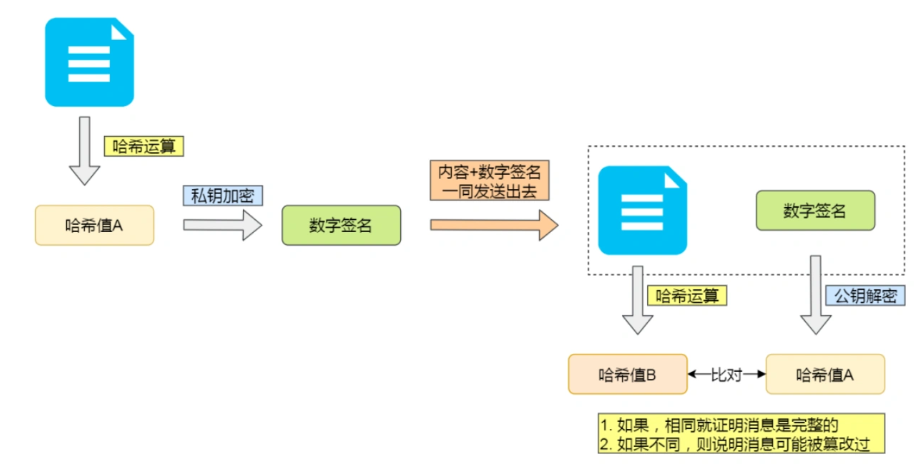 哈希运算
哈希值A
私钥加密
数字签名
内容+数字签名
一同发送出去
数字签名
哈希运算
公钥解密
哈希值B
比对
哈希值A
1. 如果，相同就证明消息是完整的
2. 如果不同，则说明消息可能被篡改过